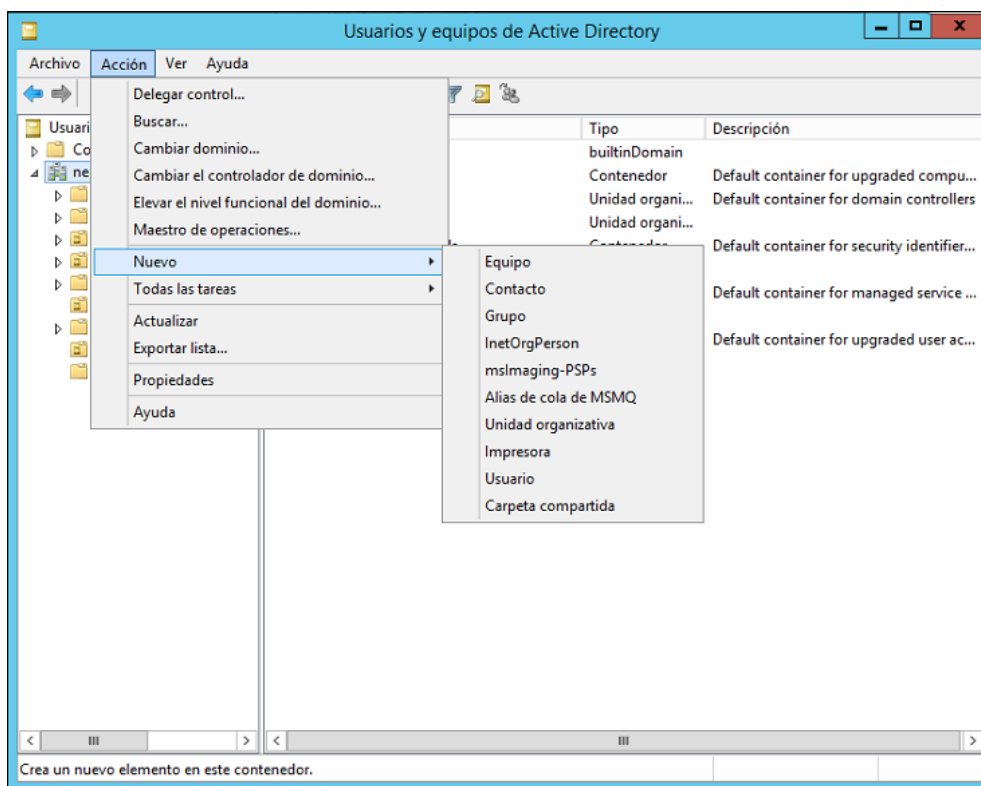 Usuarios y equipos de Active Directory
Archivo Acción Ver Ayuda
Delegar control...
Buscar...
Cambiar dominio...
Cambiar el controlador de dominio...
Elevar el nivel funcional del dominio...
Maestro de operaciones...
Nuevo
Todas las tareas
Actualizar
Exportar lista...
Propiedades
Ayuda
Equipo
Contacto
Grupo
InetOrgPerson
msImaging-PSPs
Alias de cola de MSMQ
Unidad organizativa
Impresora
Usuario
Carpeta compartida
Usuari
Co
ne
Tipo Descripción
builtinDomain
Contenedor Default container for upgraded compu...
Unidad organi... Default container for domain controllers
Unidad organi...
Default container for security identifier...
Default container for managed service ...
Default container for upgraded user ac...
Crea un nuevo elemento en este contenedor.